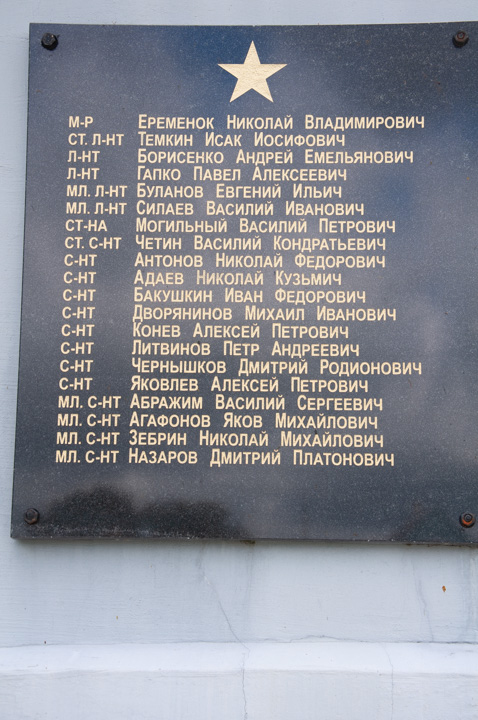 М-Р ЕРЕМЕНОК НИКОЛАЙ ВЛАДИМИРОВИЧ
СТ. Л-НТ ТЕМКИН ИСАК ИОСИФОВИЧ
Л-НТ БОРИСЕНКО АНДРЕЙ ЕМЕЛЬЯНОВИЧ
Л-НТ ГАПКО ПАВЕЛ АЛЕКСЕЕВИЧ
МЛ. Л-НТ БУЛАНОВ ЕВГЕНИЙ ИЛЬИЧ
МЛ. Л-НТ СИЛАЕВ ВАСИЛИЙ ИВАНОВИЧ
СТ-НА МОГИЛЬНЫЙ ВАСИЛИЙ ПЕТРОВИЧ
СТ. С-НТ ЧЕТИН ВАСИЛИЙ КОНДРАТЬЕВИЧ
С-НТ АНТОНОВ НИКОЛАЙ ФЕДОРОВИЧ
С-НТ АДАЕВ НИКОЛАЙ КУЗЬМИЧ
С-НТ БАКУШКИН ИВАН ФЕДОРОВИЧ
С-НТ ДВОРЯНИНОВ МИХАИЛ ИВАНОВИЧ
С-НТ КОНЕВ АЛЕКСЕЙ ПЕТРОВИЧ
С-НТ ЛИТВИНОВ ПЕТР АНДРЕЕВИЧ
С-НТ ЧЕРНЫШКОВ ДМИТРИЙ РОДИОНОВИЧ
С-НТ ЯКОВЛЕВ АЛЕКСЕЙ ПЕТРОВИЧ
МЛ. С-НТ АБРАЖИМ ВАСИЛИЙ СЕРГЕЕВИЧ
МЛ. С-НТ АГАФОНОВ ЯКОВ МИХАЙЛОВИЧ
МЛ. С-НТ ЗЕБРИН НИКОЛАЙ МИХАЙЛОВИЧ
МЛ. С-НТ НАЗАРОВ ДМИТРИЙ ПЛАТОНОВИЧ